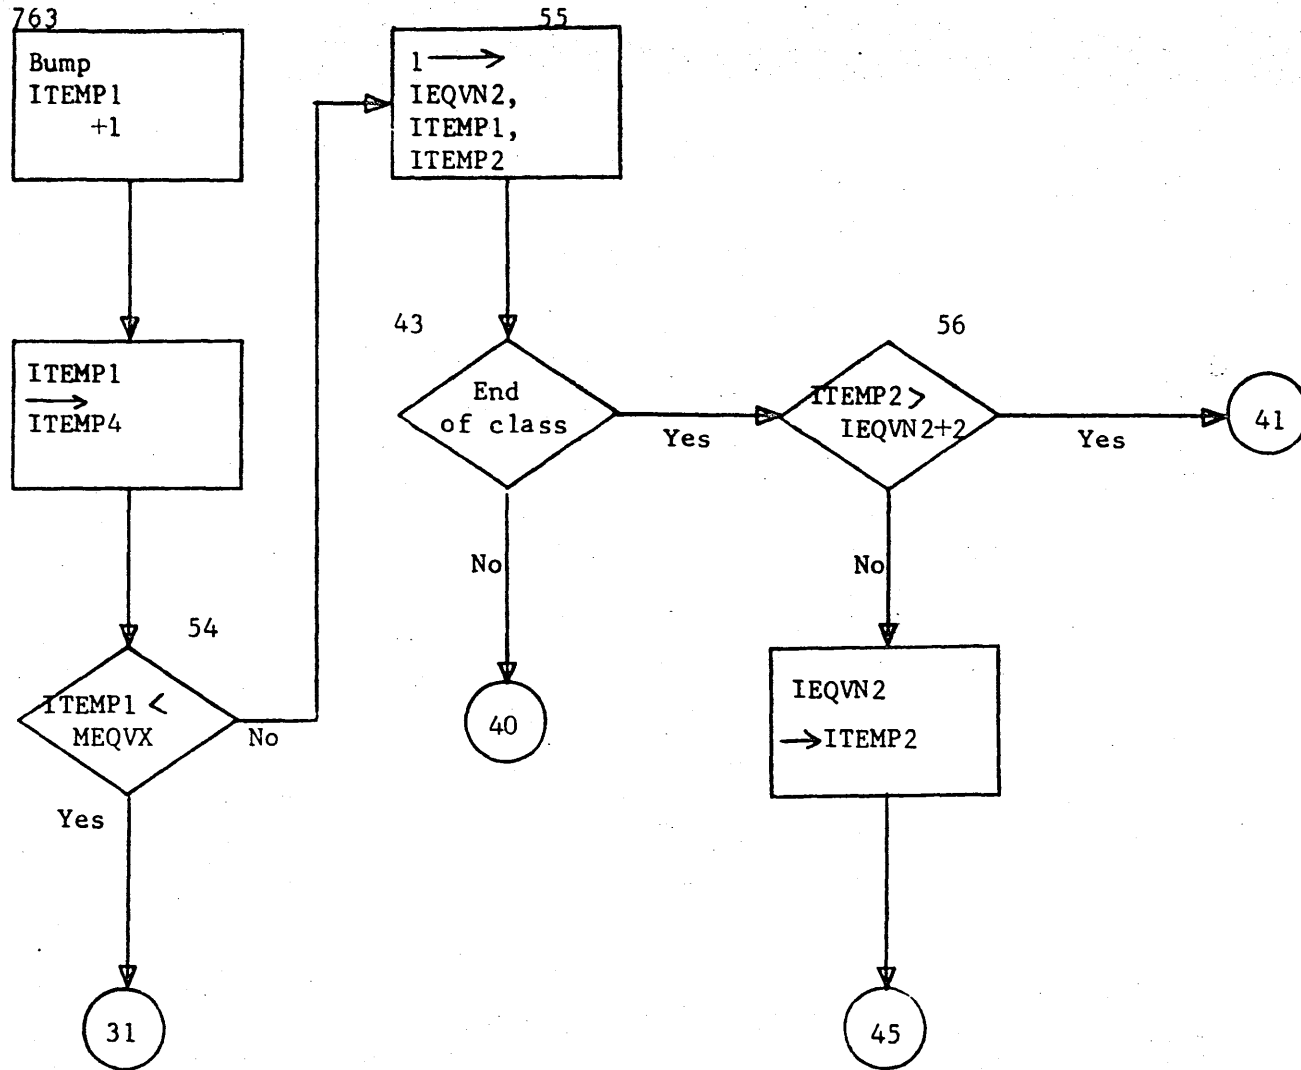 763
Bump
ITEMP1
+1
ITEMP1
⟶
ITEMP4
54
ITEMP1 <
MEQVX
No
Yes
31
55
1 ⟶
IEQVN2,
ITEMP1,
ITEMP2
43
End
of class
Yes
No
40
56
ITEMP2 >
IEQVN2+2
Yes
41
No
IEQVN2
⟶ITEMP2
45